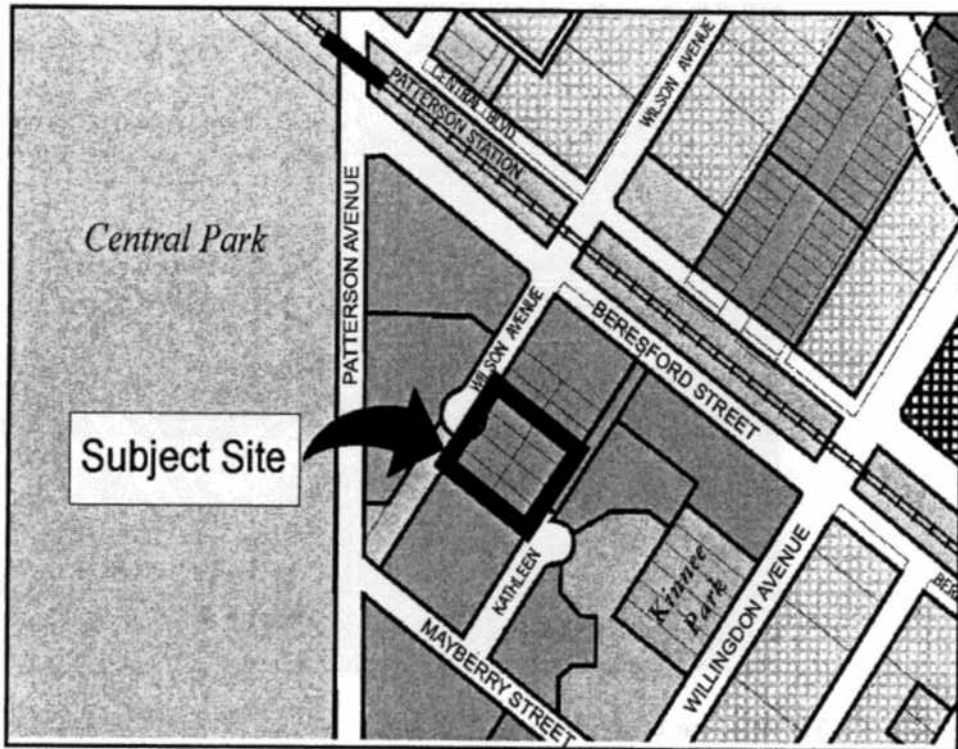 CENTRAL BLVD.
PATTERSON STATION
WILSON AVENUE
Central Park
PATTERSON AVENUE
WILSON AVENUE
BERESFORD STREET
Subject Site
KATHLEEN
Kinnee
Park
MAYBERRY STREET
WILLINGDON AVENUE
BER